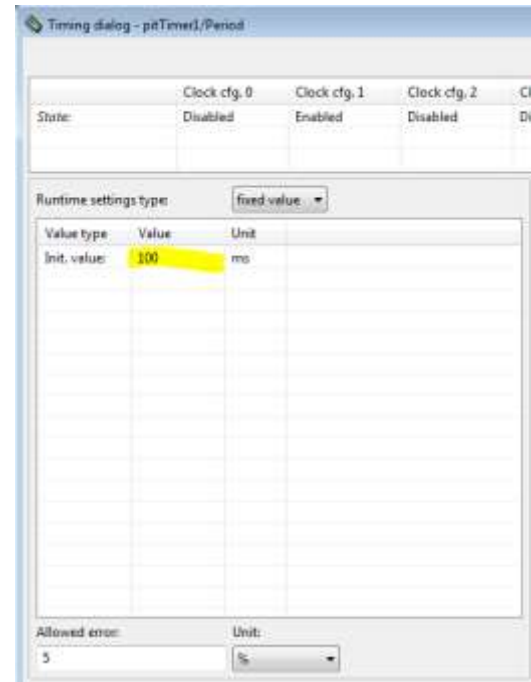 Timing dialog - pitTimer1/Period
Clock cfg. 0 Clock cfg. 1 Clock cfg. 2
State: Disabled Enabled Disabled
Runtime settings type: fixed value
Value type Value Unit
Init. value: 100 ms
Allowed error: Unit:
5 %